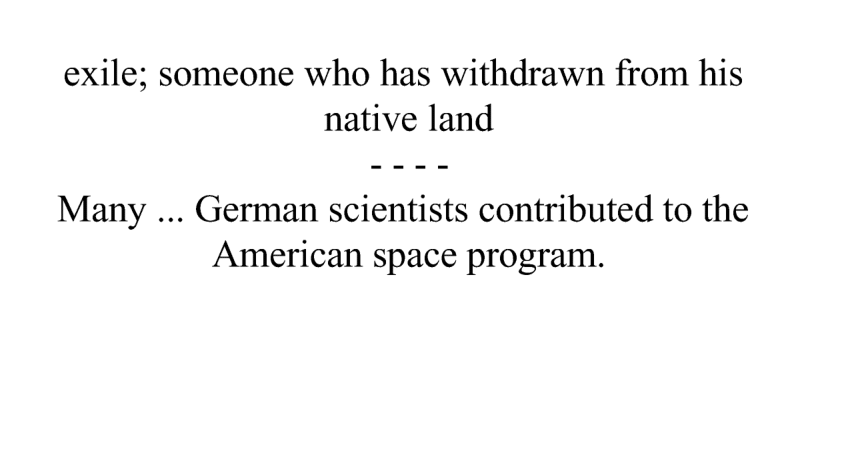 exile; someone who has withdrawn from his
native land
- - - -
Many ... German scientists contributed to the
American space program.